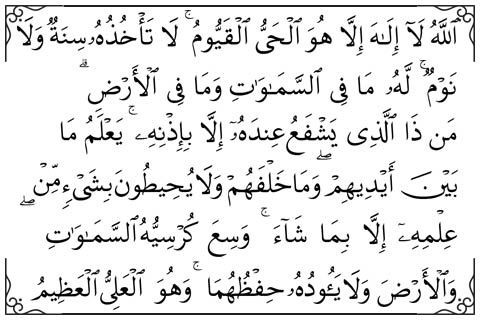 ٱللَّهُ لَآ إِلَـٰهَ إِلَّا هُوَ ٱلْحَىُّ ٱلْقَيُّومُ ۚ لَا تَأْخُذُهُۥ سِنَةٌ وَلَا
نَوْمٌ ۚ لَّهُۥ مَا فِى ٱلسَّمَـٰوَٰتِ وَمَا فِى ٱلْأَرْضِ ۗ
مَن ذَا ٱلَّذِى يَشْفَعُ عِندَهُۥٓ إِلَّا بِإِذْنِهِۦ ۚ يَعْلَمُ مَا
بَيْنَ أَيْدِيهِمْ وَمَا خَلْفَهُمْ ۖ وَلَا يُحِيطُونَ بِشَىْءٍ مِّنْ
عِلْمِهِۦٓ إِلَّا بِمَا شَآءَ ۚ وَسِعَ كُرْسِيُّهُ ٱلسَّمَـٰوَٰتِ
وَٱلْأَرْضَ ۖ وَلَا يَـُٔودُهُۥ حِفْظُهُمَا ۚ وَهُوَ ٱلْعَلِىُّ ٱلْعَظِيمُ